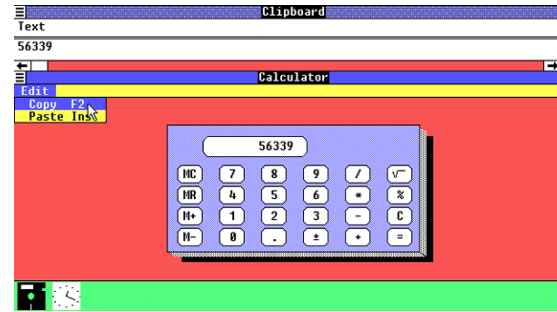 Clipboard
Text
56339
Calculator
Edit
Copy F2
Paste Ins
56339
MC 7 8 9 / √
MR 4 5 6 * %
M+ 1 2 3 - C
M- 0 . ± + =